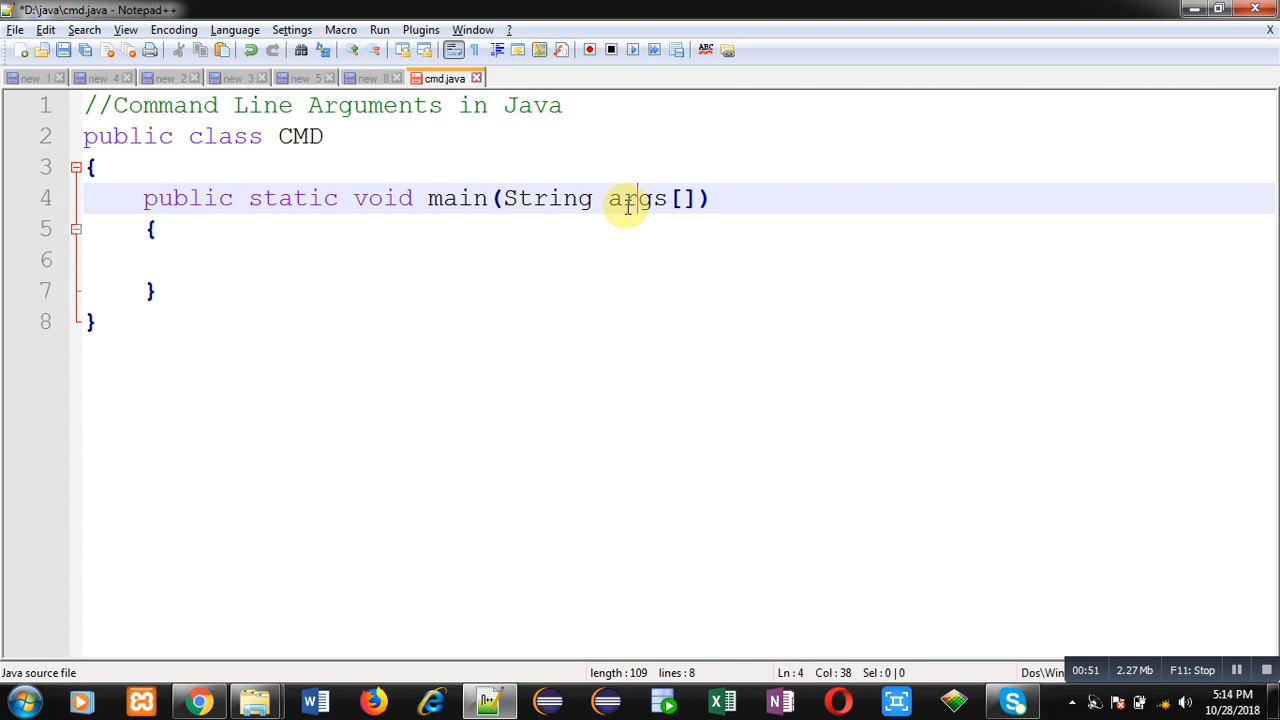 *D:\java\cmd.java - Notepad++
File Edit Search View Encoding Language Settings Macro Run Plugins Window ? X
new 1 new 4 new 2 new 3 new 5 new 8 cmd.java
1 //Command Line Arguments in Java
2 public class CMD
3 {
4 public static void main(String args[])
5 {
6
7 }
8 }
Java source file length : 109 lines : 8 Ln : 4 Col : 38 Sel : 0 | 0 Dos\Win
00:51 2.27 Mb F11: Stop
5:14 PM
10/28/2018